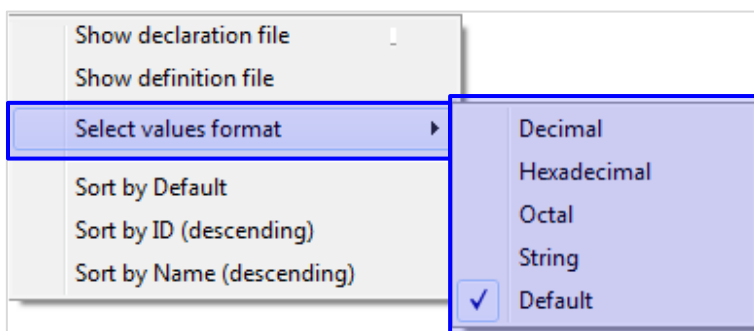 Show declaration file
Show definition file
Select values format
Sort by Default
Sort by ID (descending)
Sort by Name (descending)
Decimal
Hexadecimal
Octal
String
Default